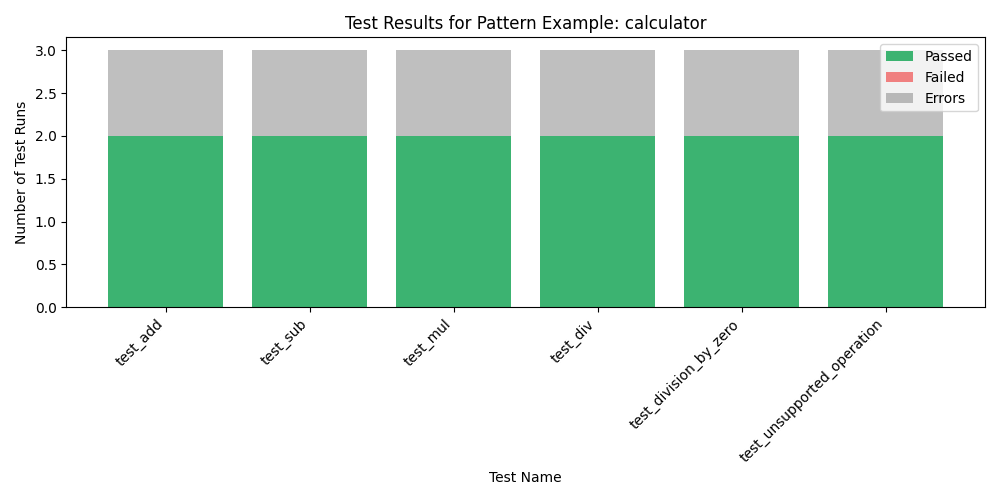 Test Results for Pattern Example: calculator
Number of Test Runs
3.0
2.5
2.0
1.5
1.0
0.5
0.0
Passed
Failed
Errors
test_add
test_sub
test_mul
test_div
test_division_by_zero
test_unsupported_operation
Test Name